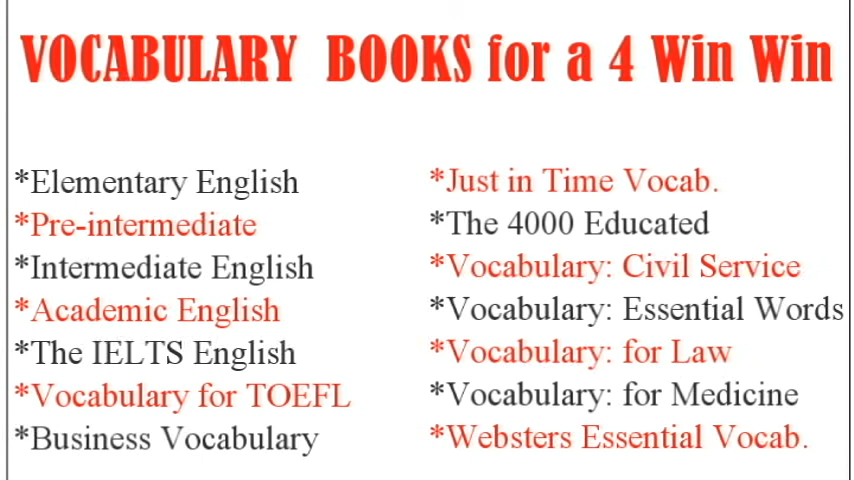 VOCABULARY BOOKS for a 4 Win Win
*Elementary English
*Pre-intermediate
*Intermediate English
*Academic English
*The IELTS English
*Vocabulary for TOEFL
*Business Vocabulary
*Just in Time Vocab.
*The 4000 Educated
*Vocabulary: Civil Service
*Vocabulary: Essential Words
*Vocabulary: for Law
*Vocabulary: for Medicine
*Websters Essential Vocab.